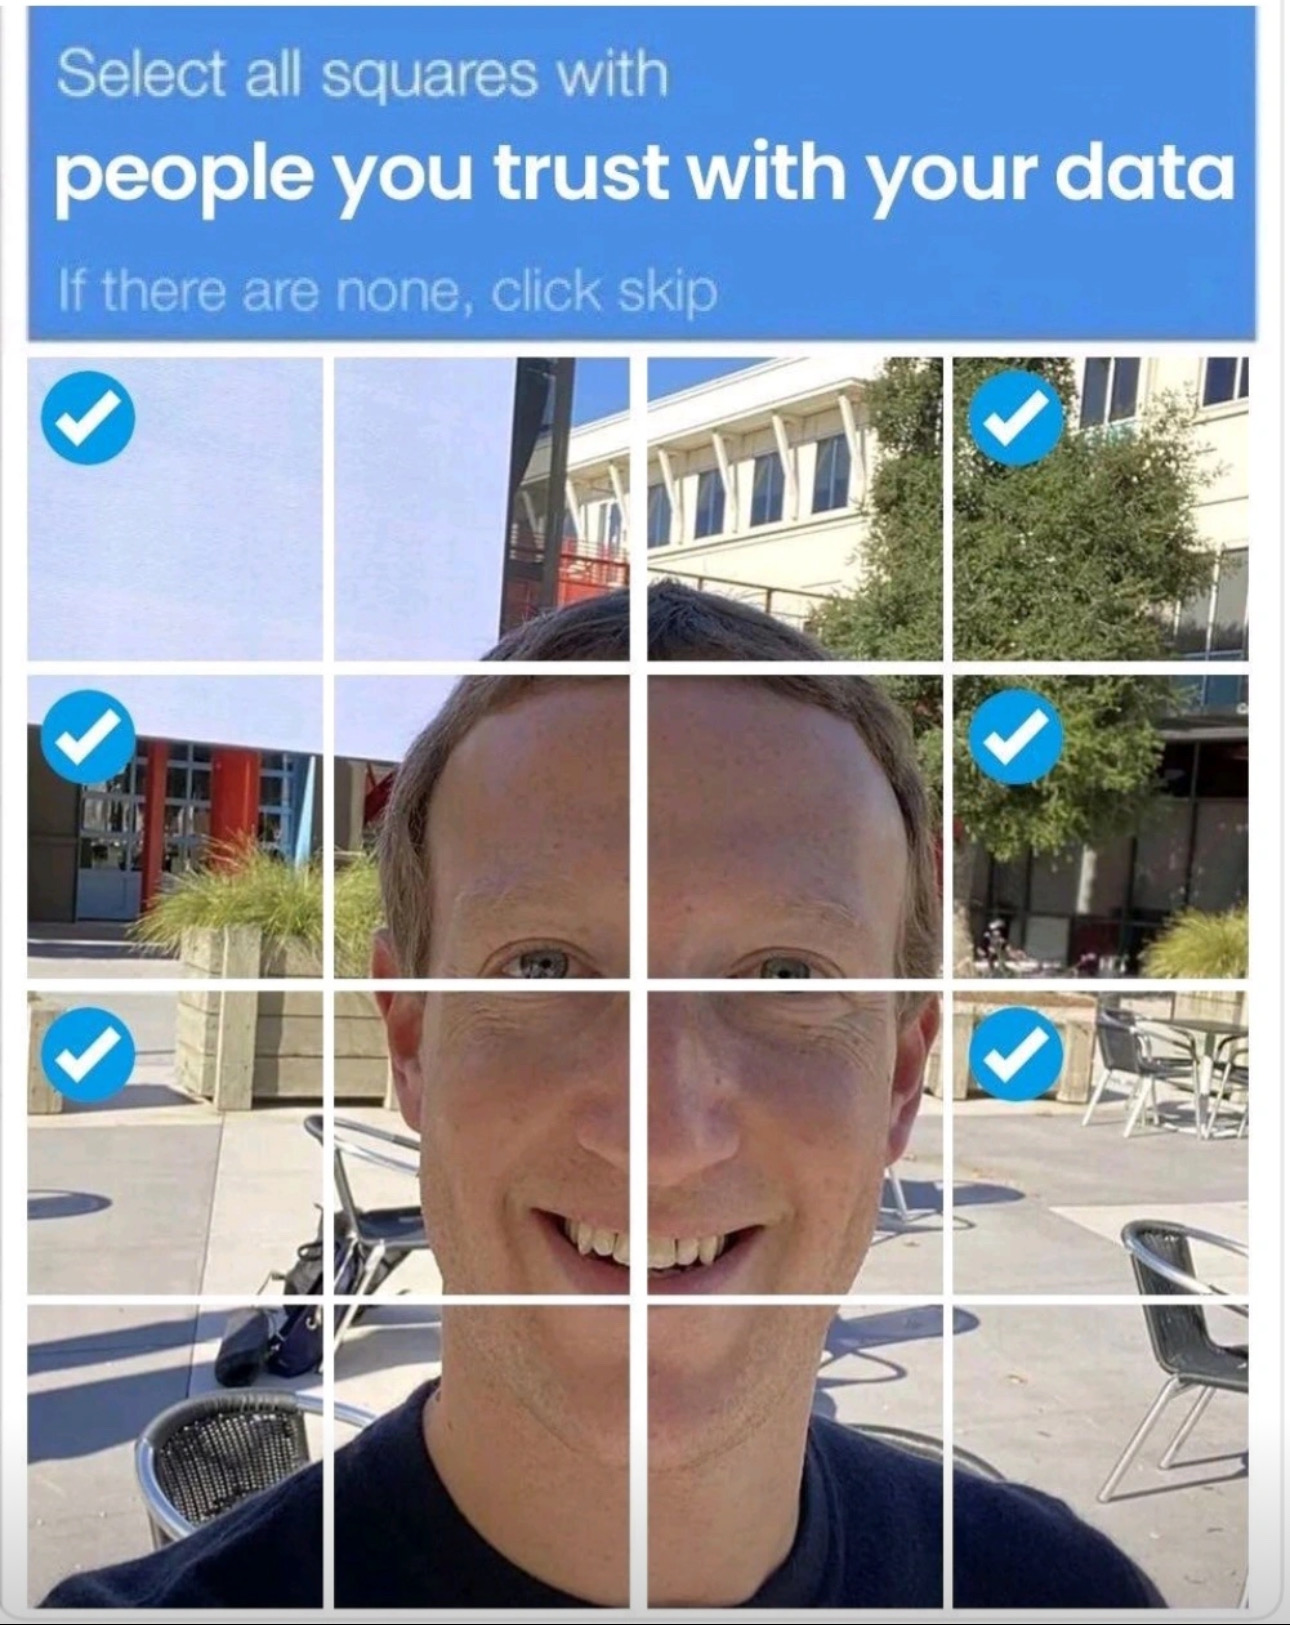 Select all squares with
people you trust with your data
If there are none, click skip